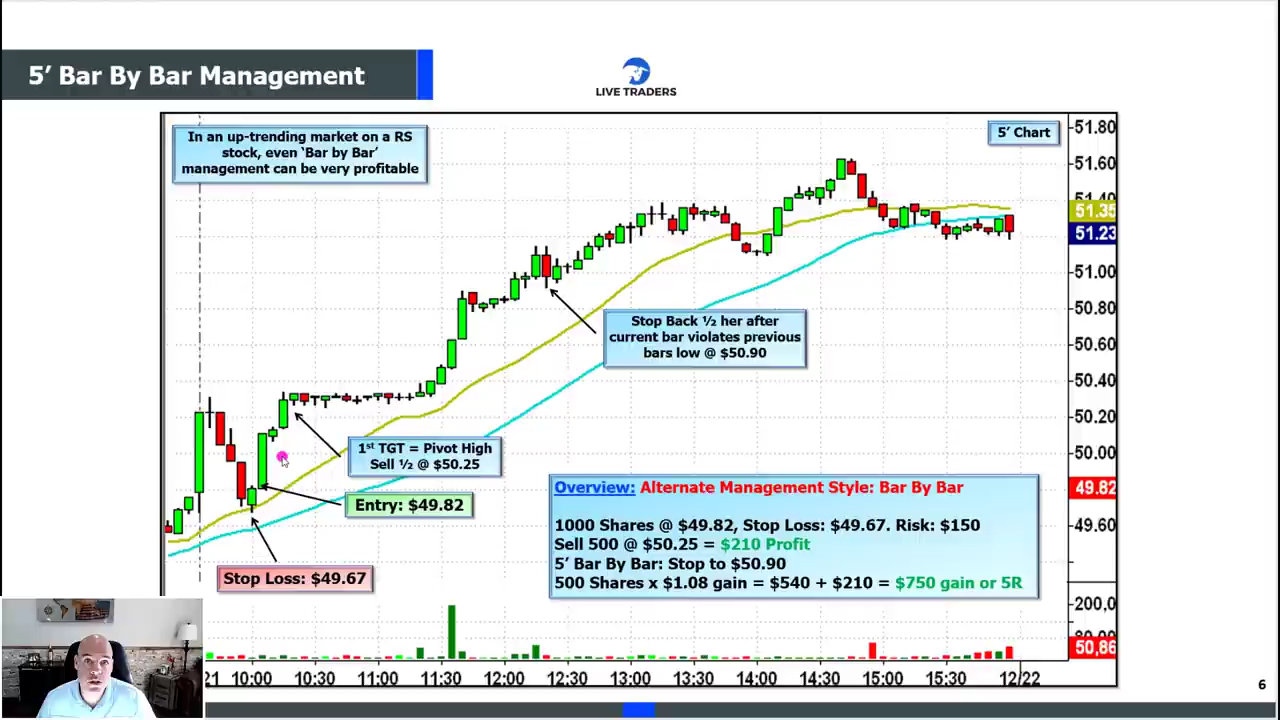 5’ Bar By Bar Management
LIVE TRADERS
In an up-trending market on a RS
stock, even ‘Bar by Bar’
management can be very profitable
5’ Chart
51.80
51.60
51.40
51.35
51.23
51.00
50.80
50.60
50.40
50.20
50.00
49.82
49.60
Stop Back ½ her after
current bar violates previous
bars low @ $50.90
1st TGT = Pivot High
Sell ½ @ $50.25
Entry: $49.82
Stop Loss: $49.67
Overview: Alternate Management Style: Bar By Bar
1000 Shares @ $49.82, Stop Loss: $49.67. Risk: $150
Sell 500 @ $50.25 = $210 Profit
5’ Bar By Bar: Stop to $50.90
500 Shares x $1.08 gain = $540 + $210 = $750 gain or 5R
200,0
50,86
21 10:00 10:30 11:00 11:30 12:00 12:30 13:00 13:30 14:00 14:30 15:00 15:30 12/22
6